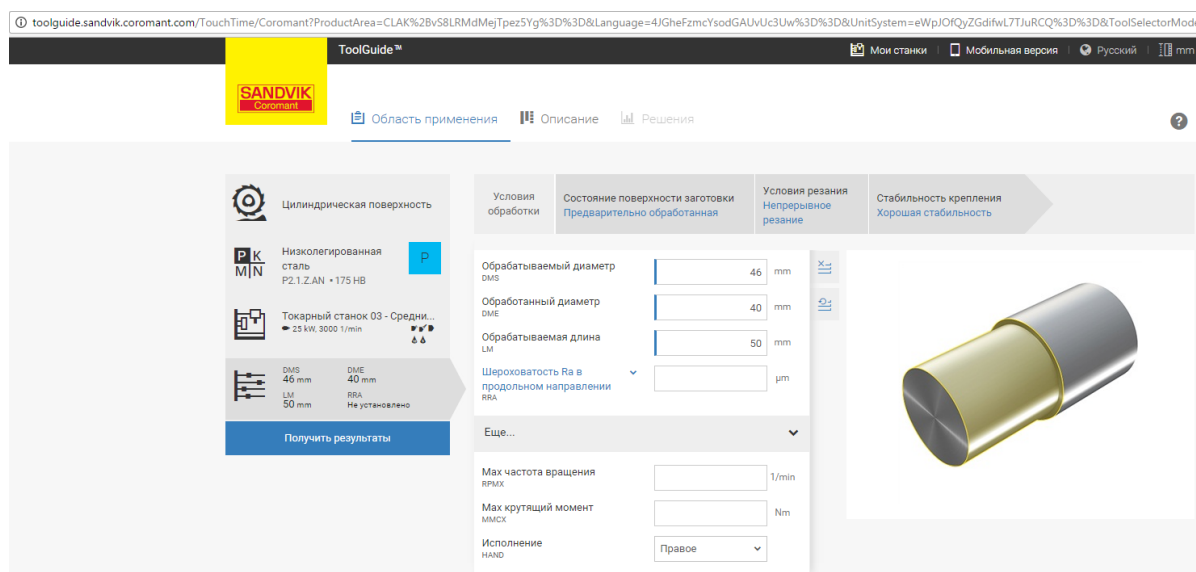 toolguide.sandvik.coromant.com/TouchTime/Coromant?ProductArea=CLAK%2BvS8LRMdMejTpez5Yg%3D%3D&Language=4JGheFzmcYsodGAUvUc3Uw%3D%3D&UnitSystem=eWpJOfQyZGdifwL7TJuRCQ%3D%3D&ToolSelectorMode
ToolGuide™
Мои станки
Мобильная версия
Русский
mm
SANDVIK
Coromant
Область применения
Описание
Решения
?
Цилиндрическая поверхность
P K
M N
Низколегированная
сталь
P2.1.Z.AN • 175 HB
P
Токарный станок 03 - Средни...
25 kW, 3000 1/min
DMS
46 mm
DME
40 mm
LM
50 mm
RRA
Не установлено
Получить результаты
Условия
обработки
Состояние поверхности заготовки
Предварительно обработанная
Условия резания
Непрерывное
резание
Стабильность крепления
Хорошая стабильность
Обрабатываемый диаметр
DMS
46 mm
Обработанный диаметр
DME
40 mm
Обрабатываемая длина
LM
50 mm
Шероховатость Ra в
продольном направлении
RRA
µm
Еще...
Max частота вращения
RPMX
1/min
Max крутящий момент
MMCX
Nm
Исполнение
HAND
Правое